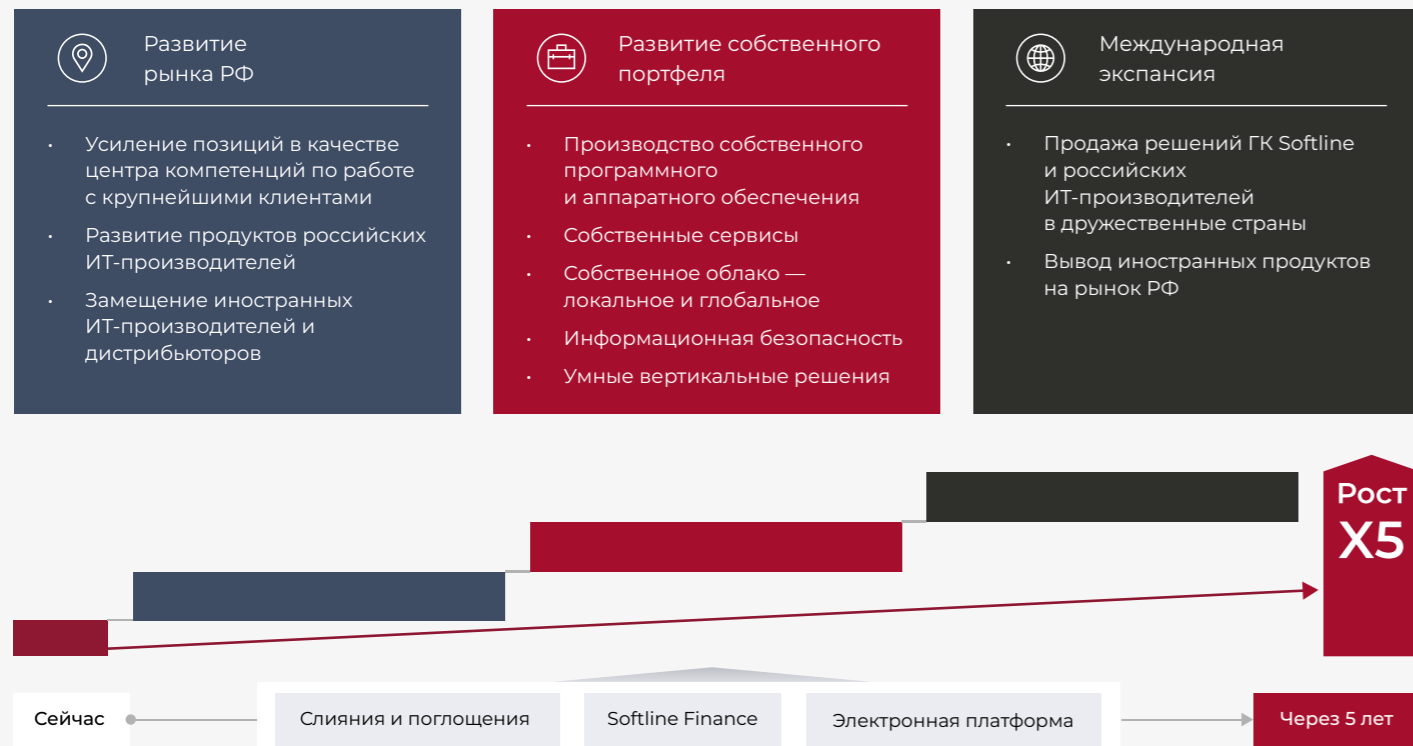 Развитие
рынка РФ
• Усиление позиций в качестве
центра компетенций по работе
с крупнейшими клиентами
• Развитие продуктов российских
ИТ-производителей
• Замещение иностранных
ИТ-производителей и
дистрибьюторов
Развитие собственного
портфеля
• Производство собственного
программного
и аппаратного обеспечения
• Собственные сервисы
• Собственное облако —
локальное и глобальное
• Информационная безопасность
• Умные вертикальные решения
Международная
экспансия
• Продажа решений ГК Softline
и российских
ИТ-производителей
в дружественные страны
• Вывод иностранных продуктов
на рынок РФ
Рост
X5
Сейчас
Слияния и поглощения
Softline Finance
Электронная платформа
Через 5 лет